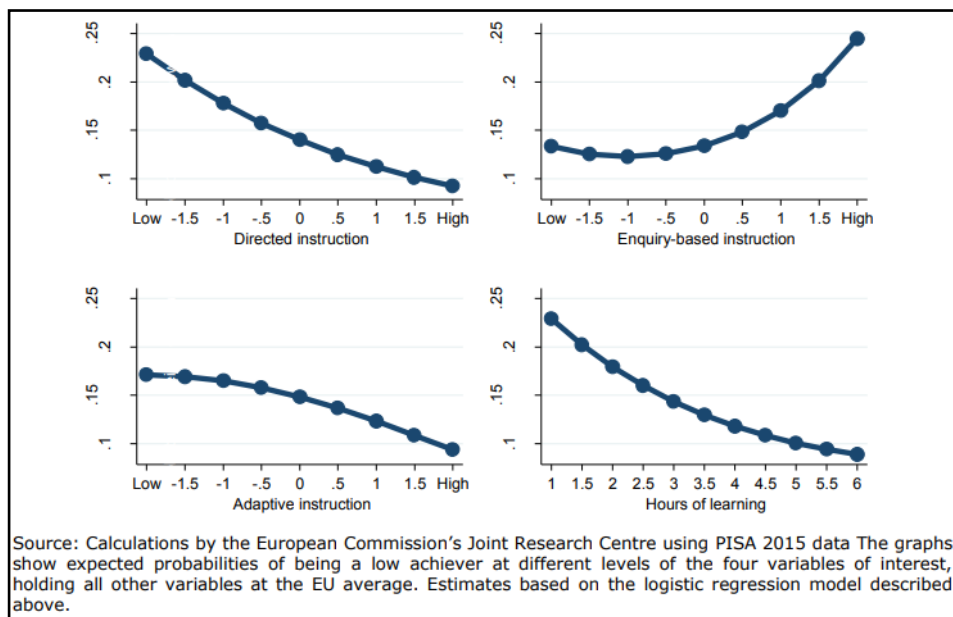 .25
.2
.15
.1
Low -1.5 -1 -.5 0 .5 1 1.5 High
Directed instruction
.25
.2
.15
.1
Low -1.5 -1 -.5 0 .5 1 1.5 High
Enquiry-based instruction
.25
.2
.15
.1
Low -1.5 -1 -.5 0 .5 1 1.5 High
Adaptive instruction
.25
.2
.15
.1
1 1.5 2 2.5 3 3.5 4 4.5 5 5.5 6
Hours of learning
Source: Calculations by the European Commission’s Joint Research Centre using PISA 2015 data The graphs
show expected probabilities of being a low achiever at different levels of the four variables of interest,
holding all other variables at the EU average. Estimates based on the logistic regression model described
above.